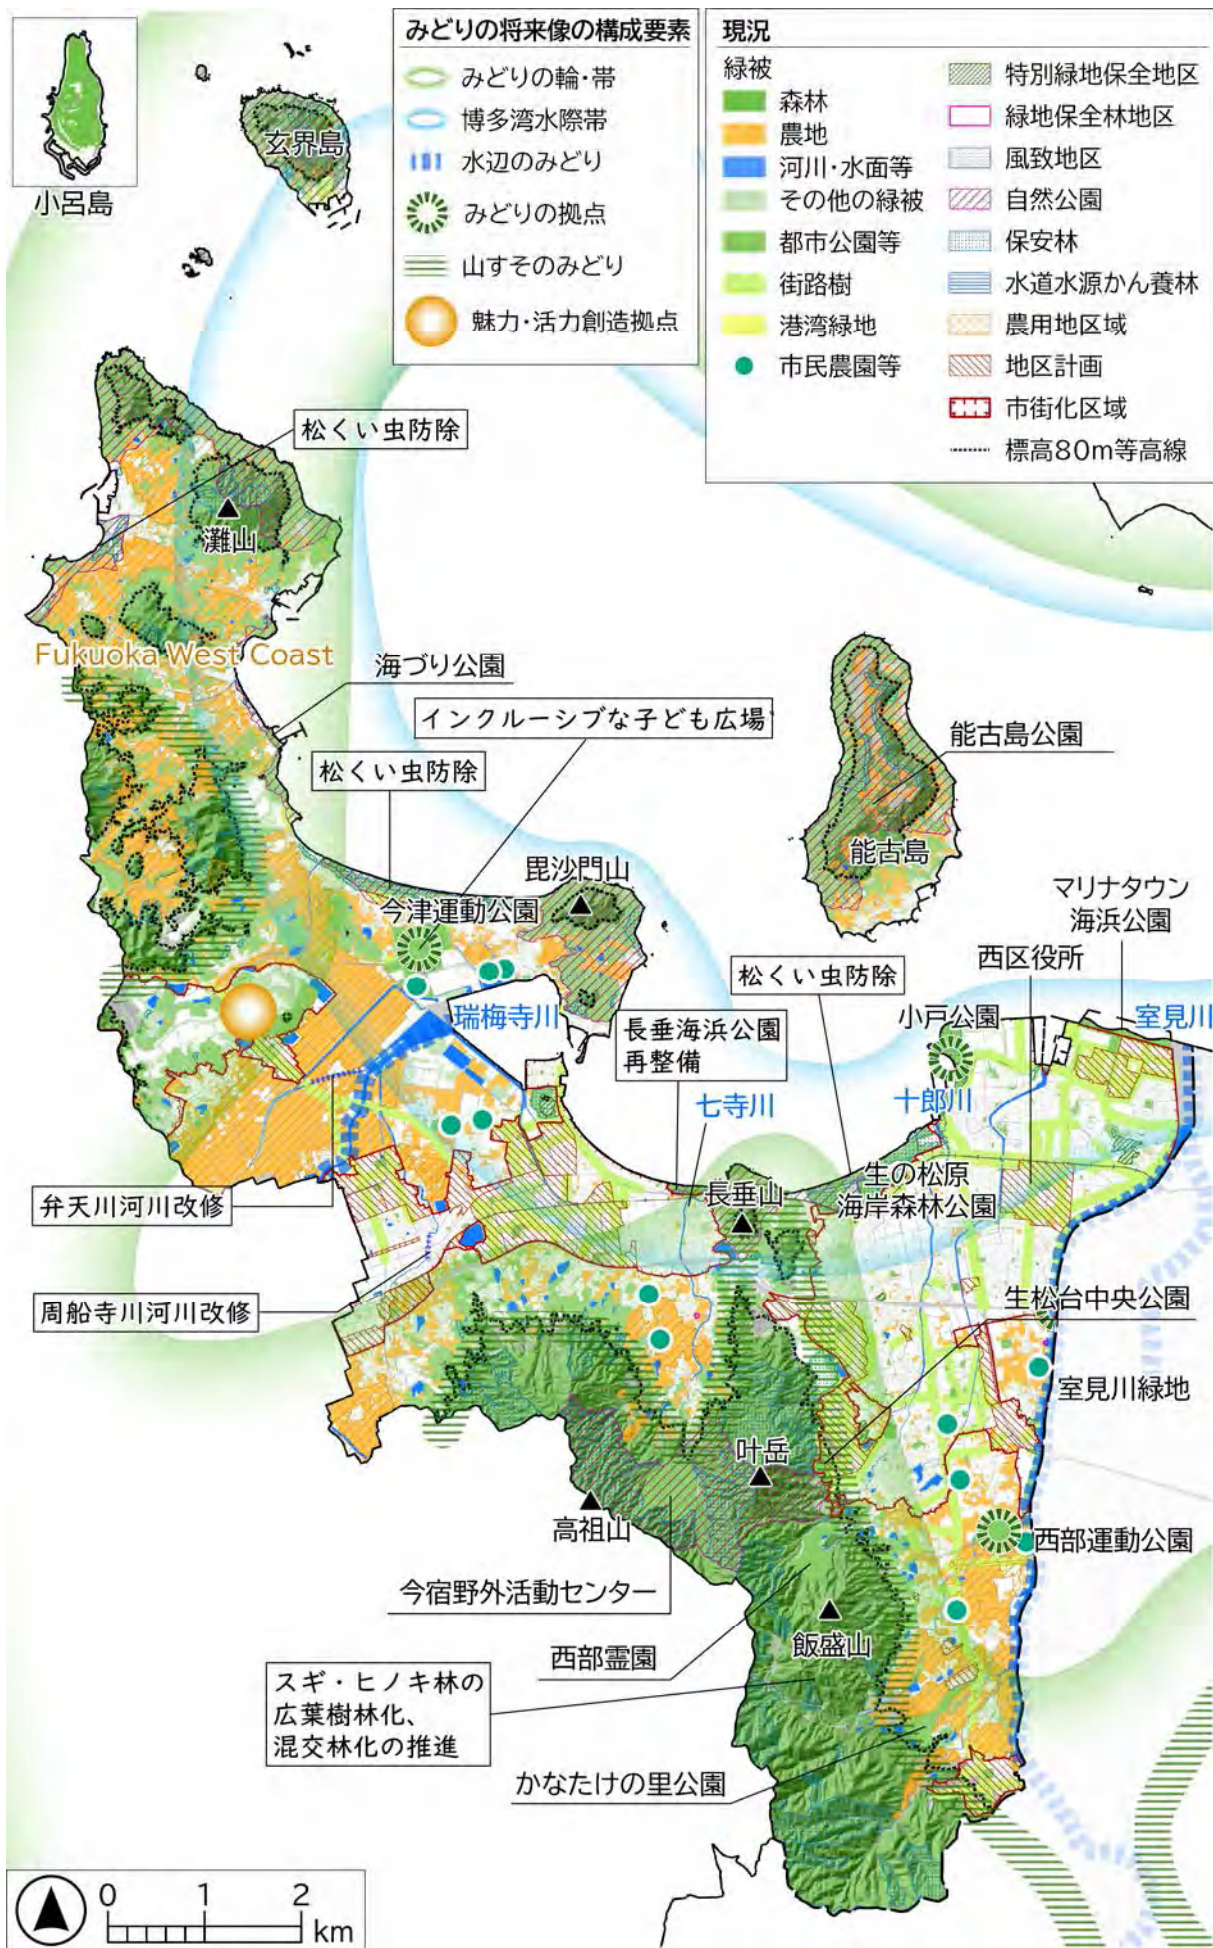 小呂島
玄界島
みどりの将来像の構成要素
みどりの輪・帯
博多湾水際帯
水辺のみどり
みどりの拠点
山すそのみどり
魅力・活力創造拠点
現況
緑被
森林
農地
河川・水面等
その他の緑被
都市公園等
街路樹
港湾緑地
市民農園等
特別緑地保全地区
緑地保全林地区
風致地区
自然公園
保安林
水道水源かん養林
農用地区域
地区計画
市街化区域
標高80m等高線
松くい虫防除
灘山
Fukuoka West Coast
海づり公園
インクルーシブな子ども広場
松くい虫防除
能古島公園
能古島
毘沙門山
今津運動公園
マリナタウン
海浜公園
西区役所
松くい虫防除
小戸公園
室見川
瑞梅寺川
長垂海浜公園
再整備
七寺川
十郎川
生の松原
海岸森林公園
長垂山
弁天川河川改修
周船寺川河川改修
生松台中央公園
室見川緑地
叶岳
高祖山
西部運動公園
今宿野外活動センター
飯盛山
西部霊園
スギ・ヒノキ林の
広葉樹林化、
混交林化の推進
かなたけの里公園
0 1 2
km